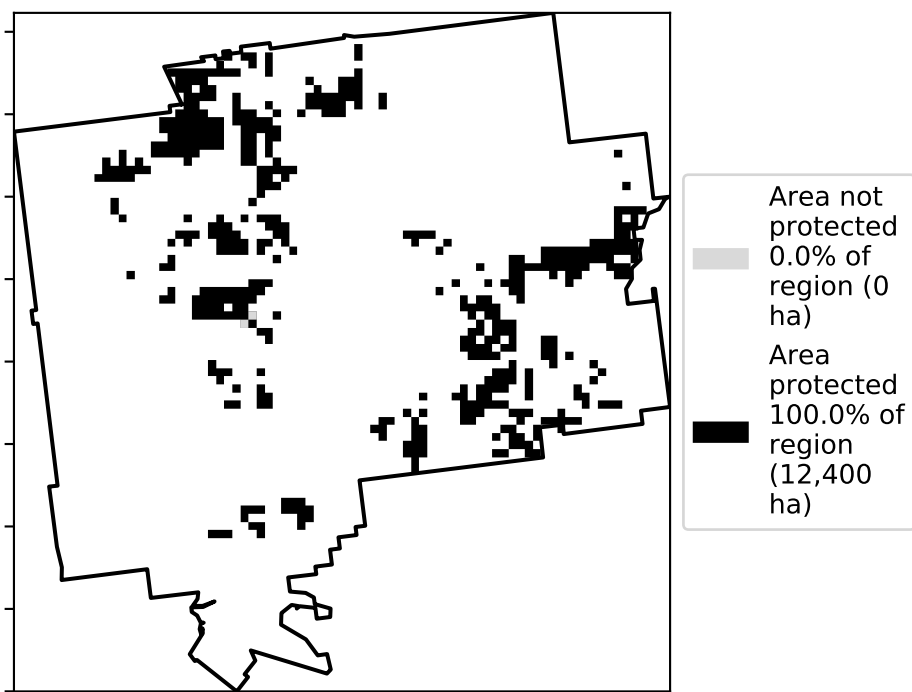 Area not
protected
0.0% of
region (0
ha)
Area
protected
100.0% of
region
(12,400
ha)